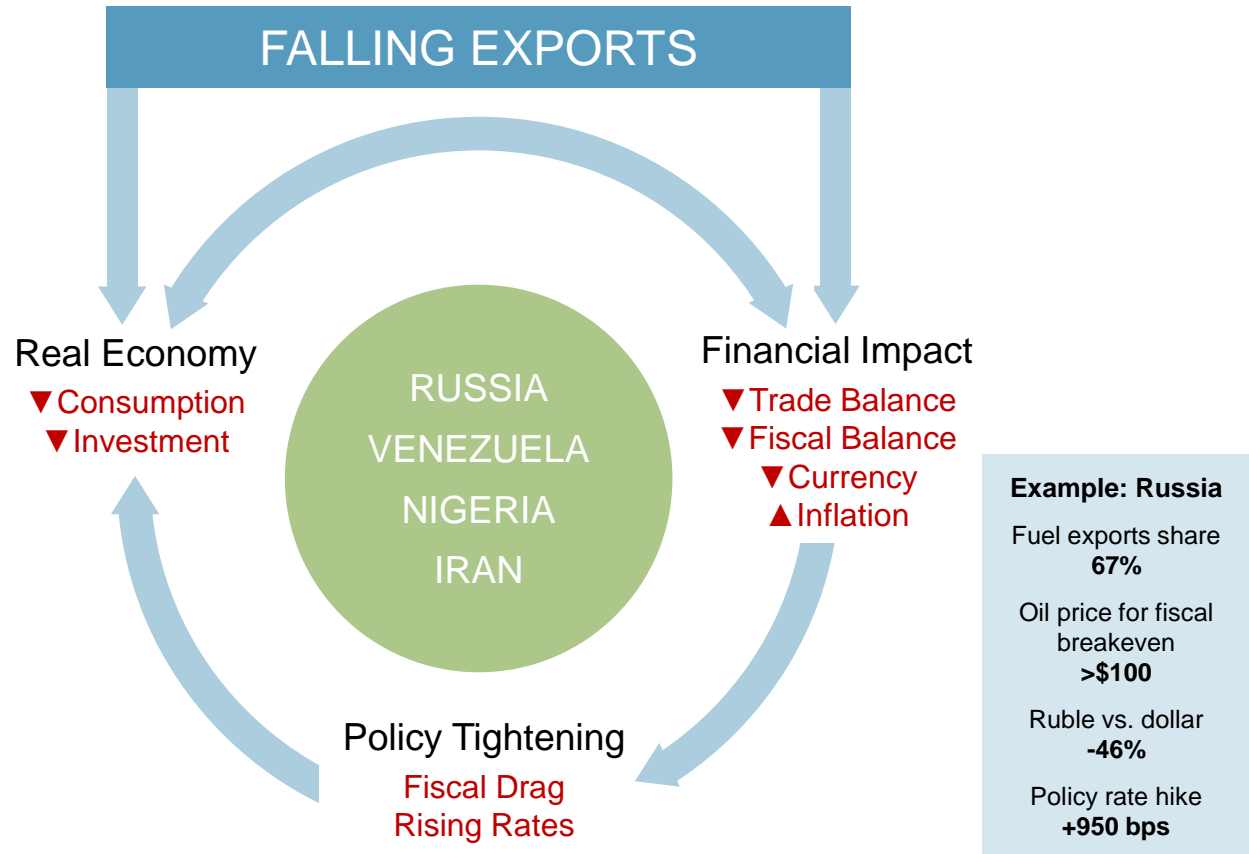 FALLING EXPORTS
Real Economy
▼Consumption
▼Investment
RUSSIA
VENEZUELA
NIGERIA
IRAN
Financial Impact
▼Trade Balance
▼Fiscal Balance
▼Currency
▲Inflation
Policy Tightening
Fiscal Drag
Rising Rates
Example: Russia
Fuel exports share
67%
Oil price for fiscal
breakeven
>$100
Ruble vs. dollar
-46%
Policy rate hike
+950 bps